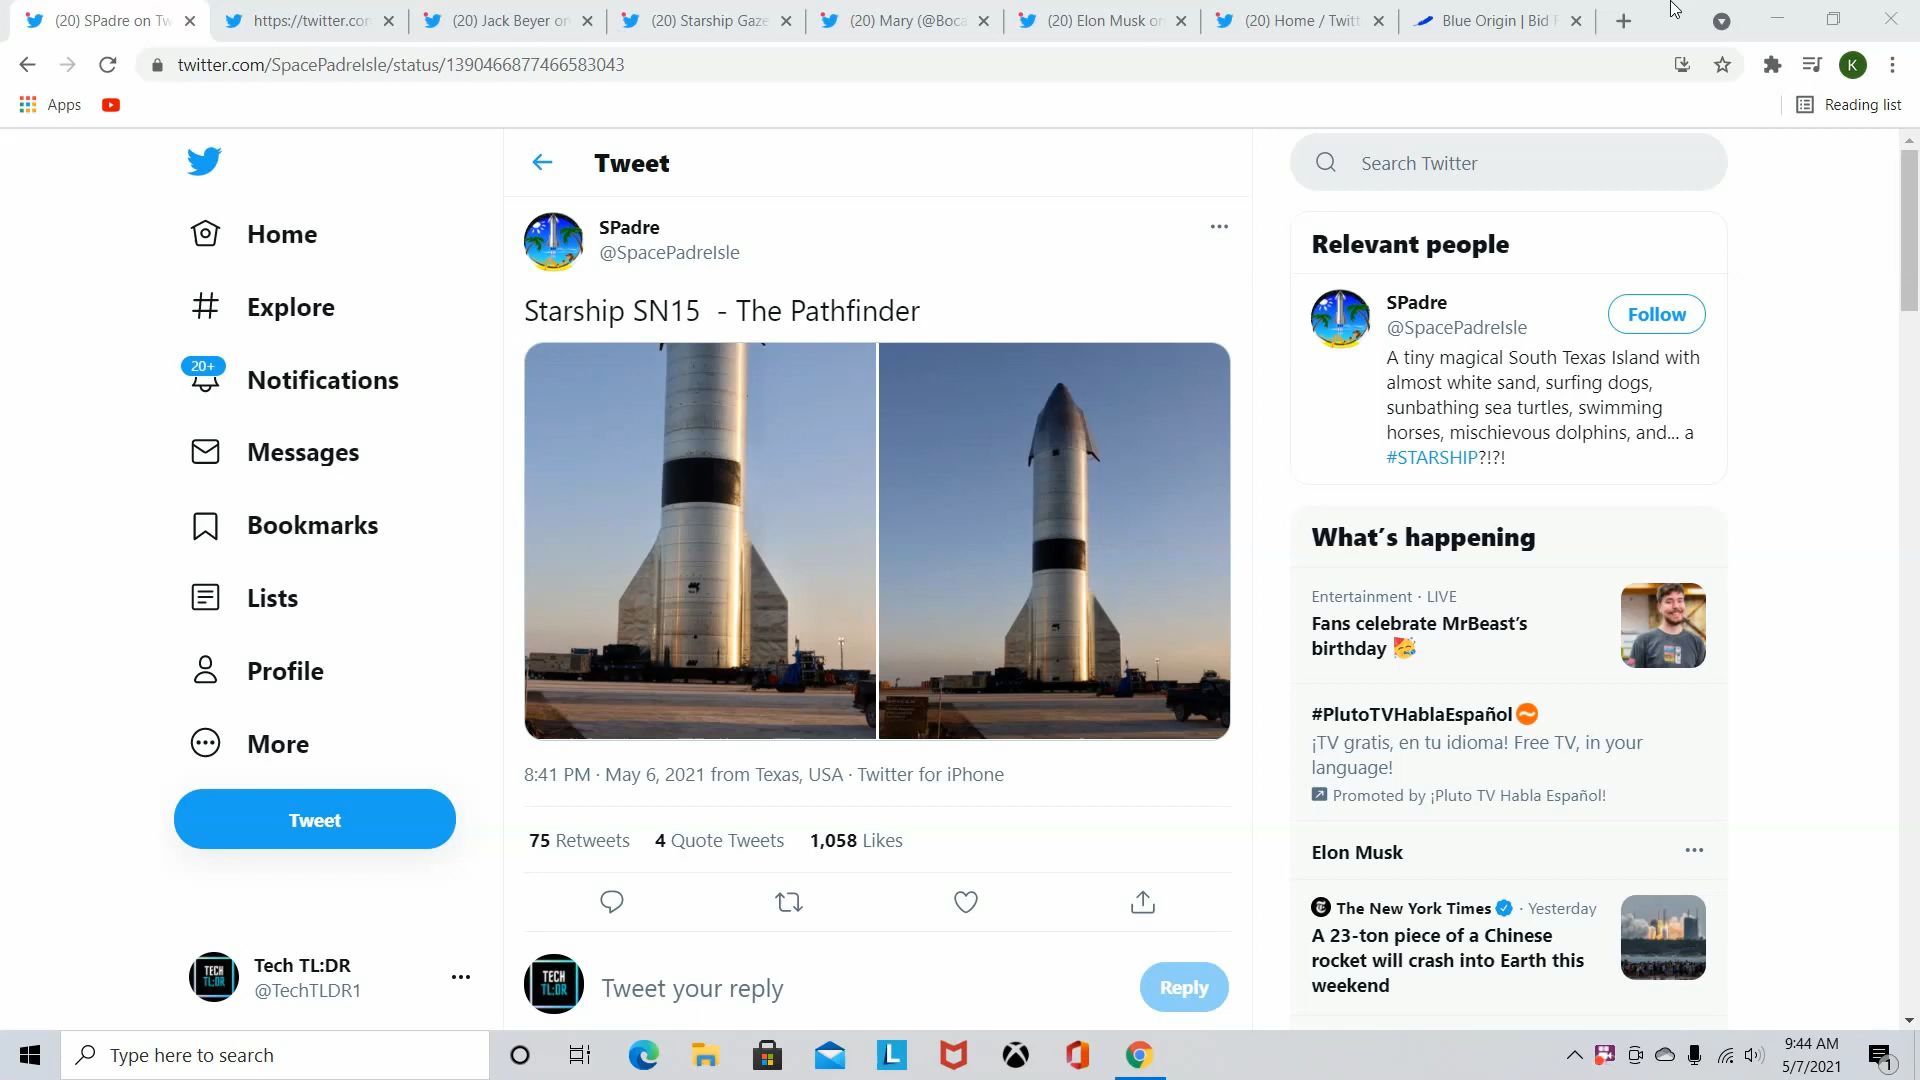 (20) SPadre on Tw
https://twitter.con
(20) Jack Beyer on
(20) Starship Gaze
(20) Mary (@Boca
(20) Elon Musk on
(20) Home / Twitt
Blue Origin | Bid F
twitter.com/SpacePadreIsle/status/1390466877466583043
K
Apps
Reading list
Home
Explore
20+
Notifications
Messages
Bookmarks
Lists
Profile
More
Tweet
TECH
TL:DR
Tech TL:DR
@TechTLDR1
Tweet
SPadre
@SpacePadreIsle
Starship SN15 - The Pathfinder
8:41 PM · May 6, 2021 from Texas, USA · Twitter for iPhone
75 Retweets 4 Quote Tweets 1,058 Likes
TECH
TL:DR
Tweet your reply
Reply
Search Twitter
Relevant people
SPadre
@SpacePadreIsle
Follow
A tiny magical South Texas Island with
almost white sand, surfing dogs,
sunbathing sea turtles, swimming
horses, mischievous dolphins, and... a
#STARSHIP?!?!
What's happening
Entertainment · LIVE
Fans celebrate MrBeast's
birthday
#PlutoTVHablaEspañol
¡TV gratis, en tu idioma! Free TV, in your
language!
Promoted by ¡Pluto TV Habla Español!
Elon Musk
The New York Times · Yesterday
A 23-ton piece of a Chinese
rocket will crash into Earth this
weekend
Type here to search
L
9:44 AM
5/7/2021
1